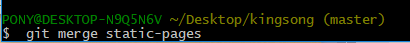 PONY@DESKTOP-N9Q5N6V ~/Desktop/kingsong (master)
$ git merge static-pages